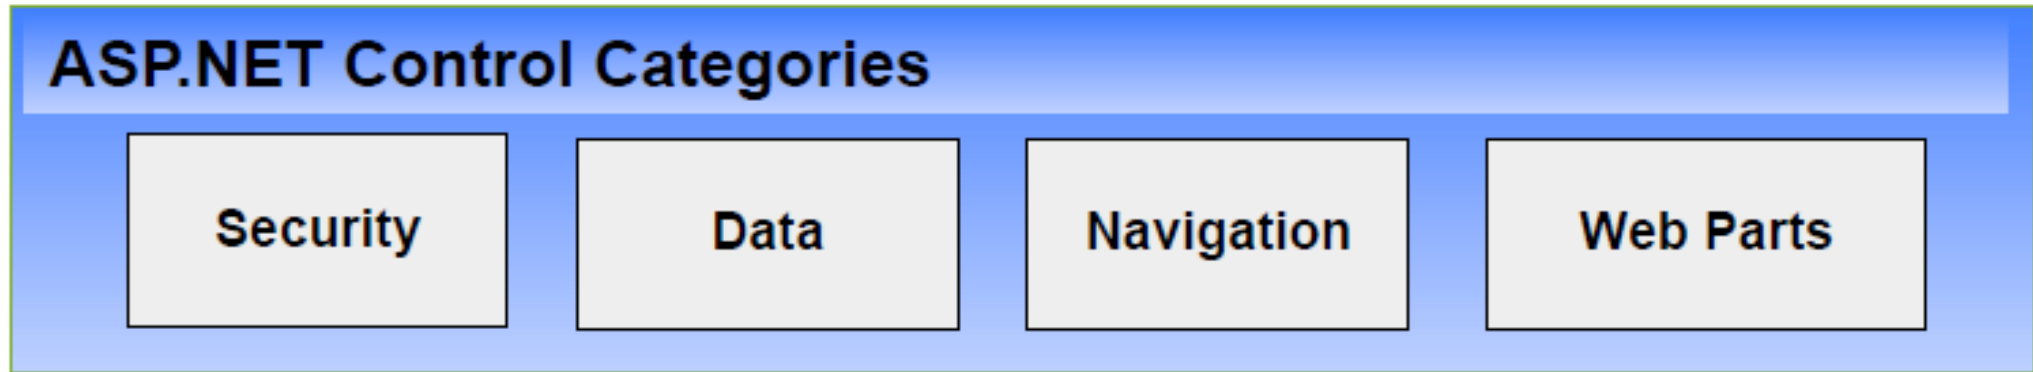 ASP.NET Control Categories
Security
Data
Navigation
Web Parts